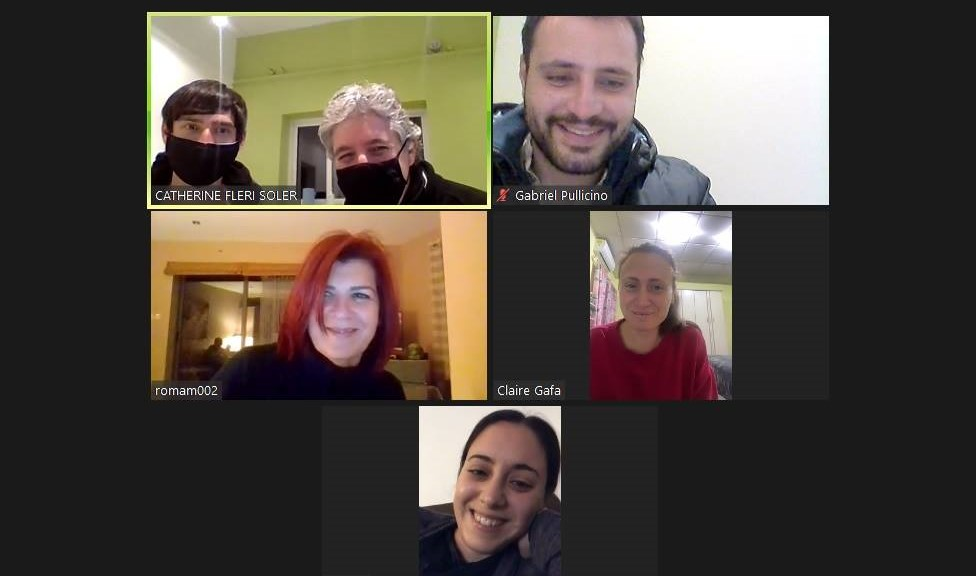 CATHERINE FLERI SOLER
Gabriel Pullicino
romam002
Claire Gafa